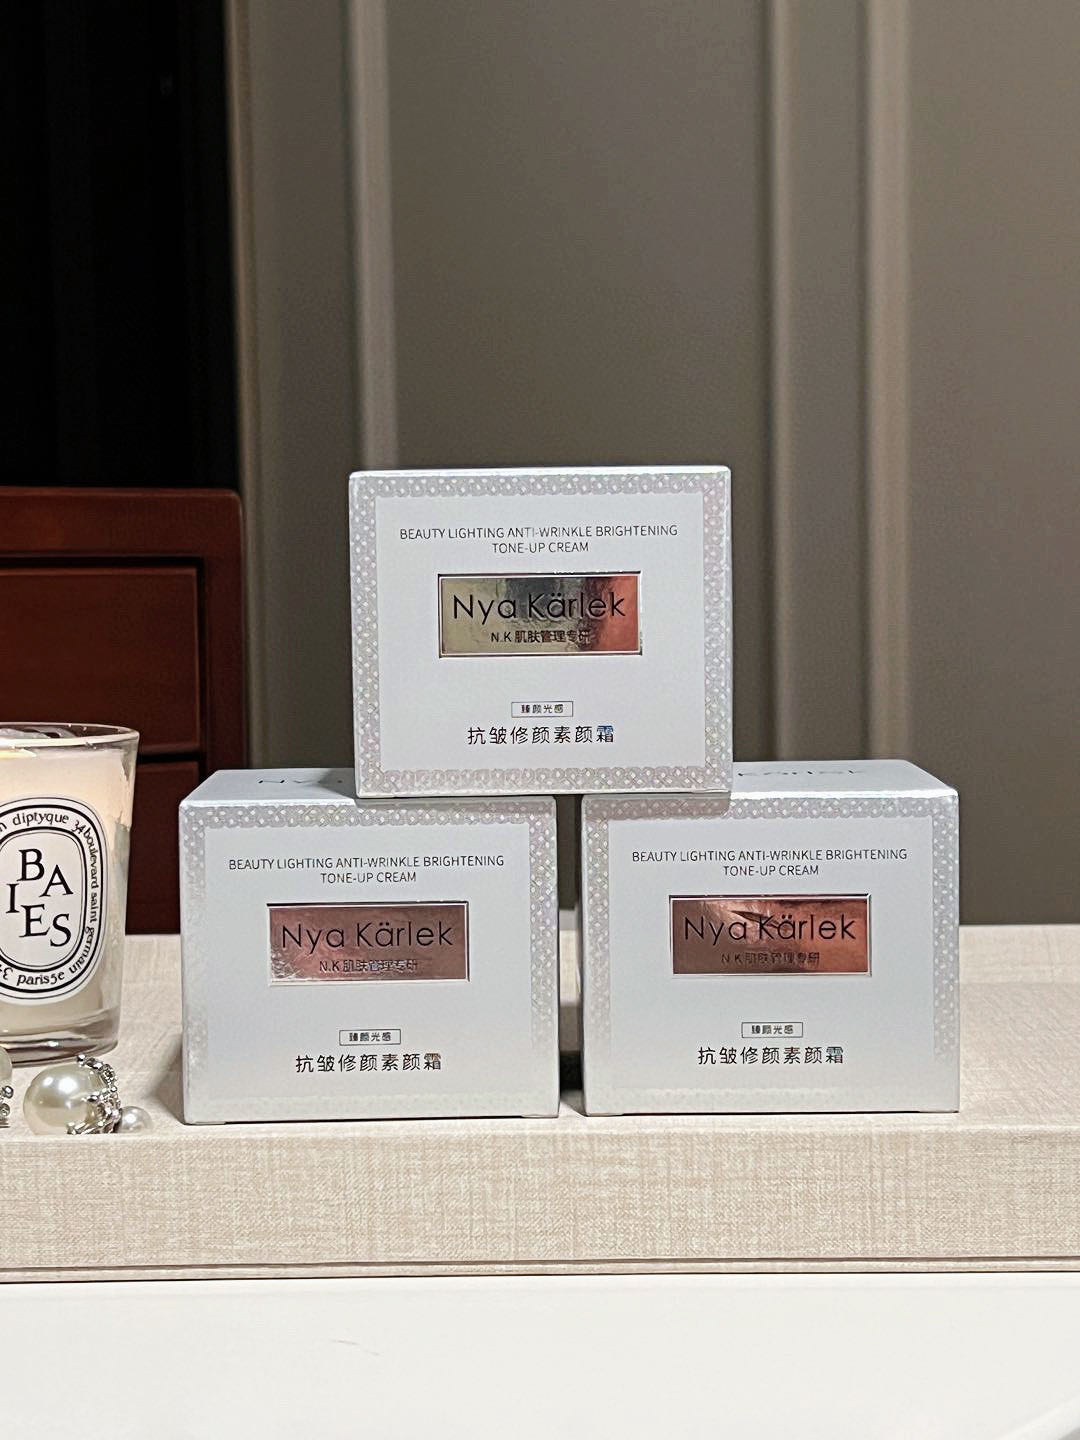 BEAUTY LIGHTING ANTI-WRINKLE BRIGHTENING
TONE-UP CREAM
Nya Kärlek
N.K 肌肤管理专研
臻颜光感
抗皱修颜素颜霜
Nya
Kärlek
BEAUTY LIGHTING ANTI-WRINKLE BRIGHTENING
TONE-UP CREAM
Nya Kärlek
N.K 肌肤管理专研
臻颜光感
抗皱修颜素颜霜
BEAUTY LIGHTING ANTI-WRINKLE BRIGHTENING
TONE-UP CREAM
Nya Kärlek
N.K 肌肤管理专研
臻颜光感
抗皱修颜素颜霜
diptyque 34 boulevard saint germain
paris5e
BAIES